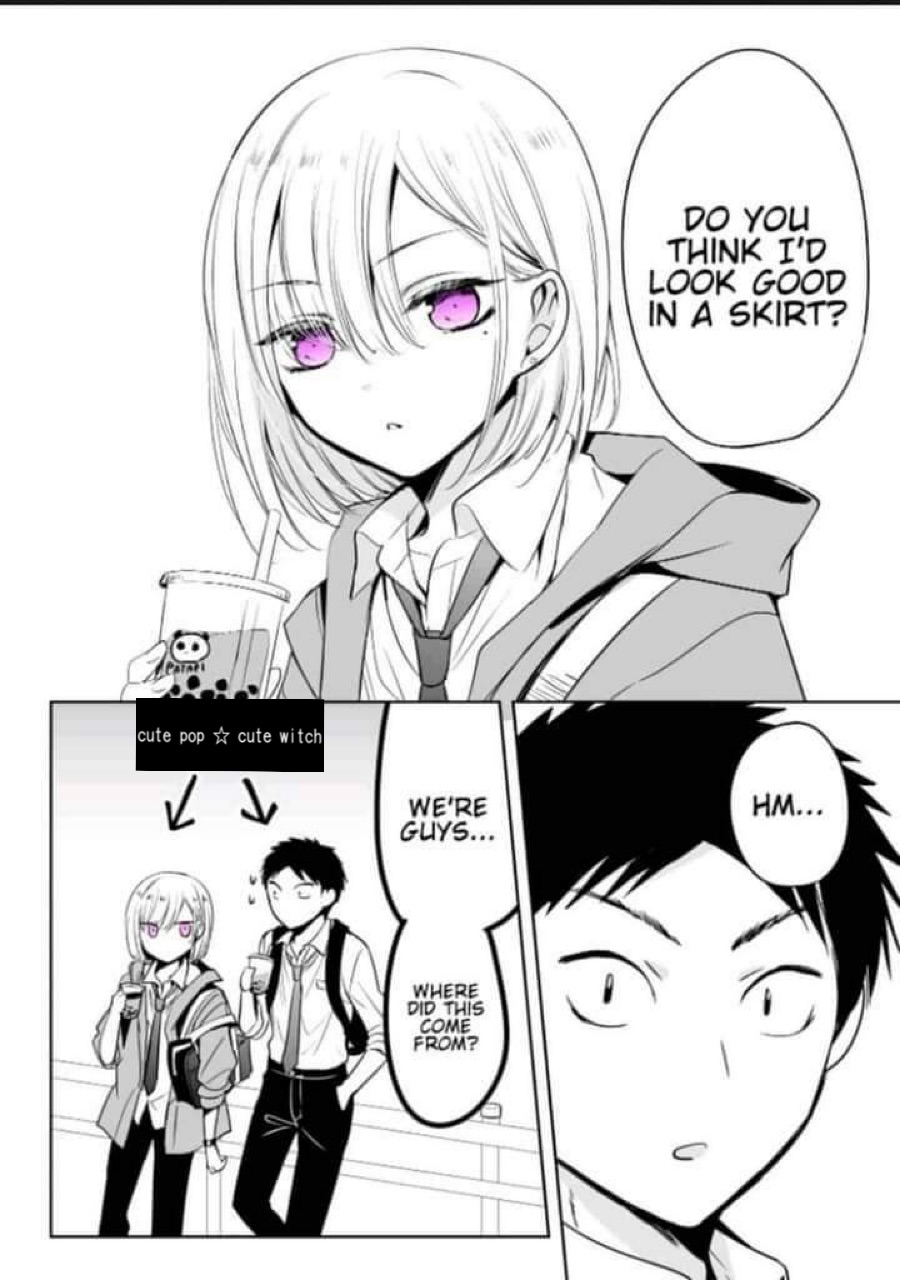 DO YOU
THINK I'D
LOOK GOOD
IN A SKIRT?
cute pop ☆ cute witch
WE'RE
GUYS...
WHERE
DID THIS
COME
FROM?
HM...